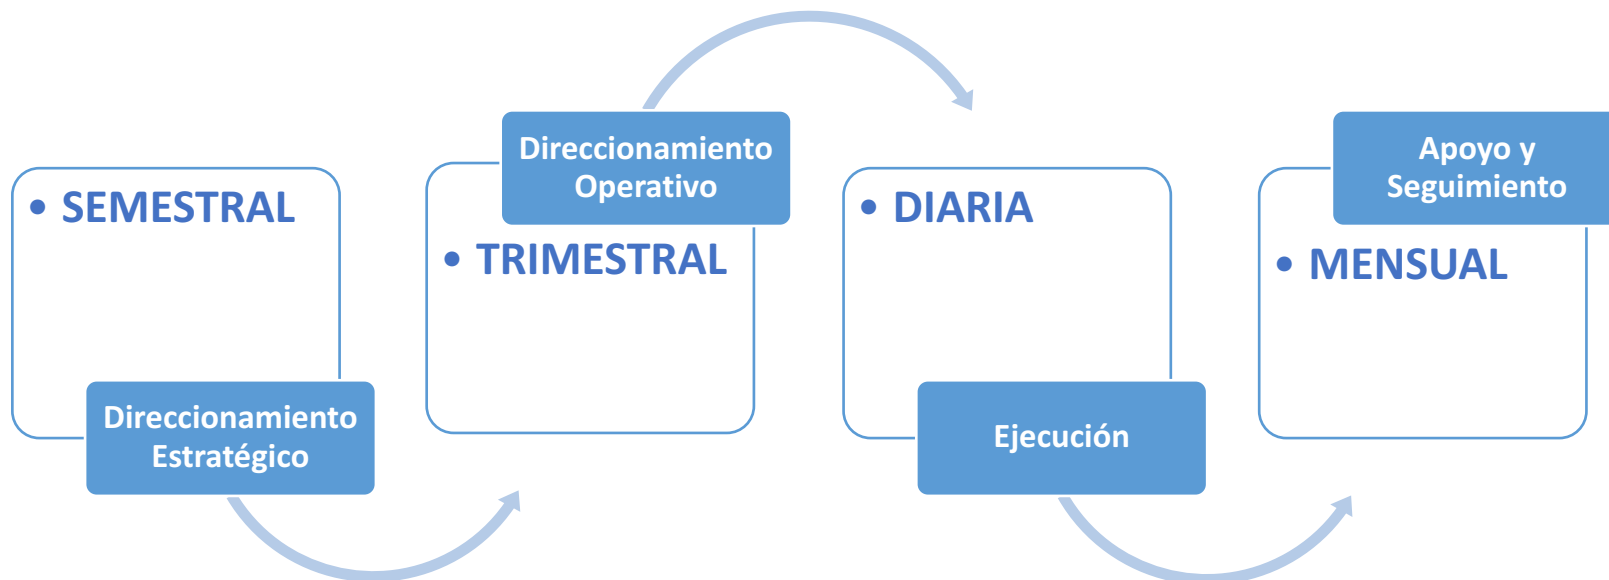 • SEMESTRAL
Direccionamiento
Estratégico
Direccionamiento
Operativo
• TRIMESTRAL
• DIARIA
Ejecución
Apoyo y
Seguimiento
• MENSUAL